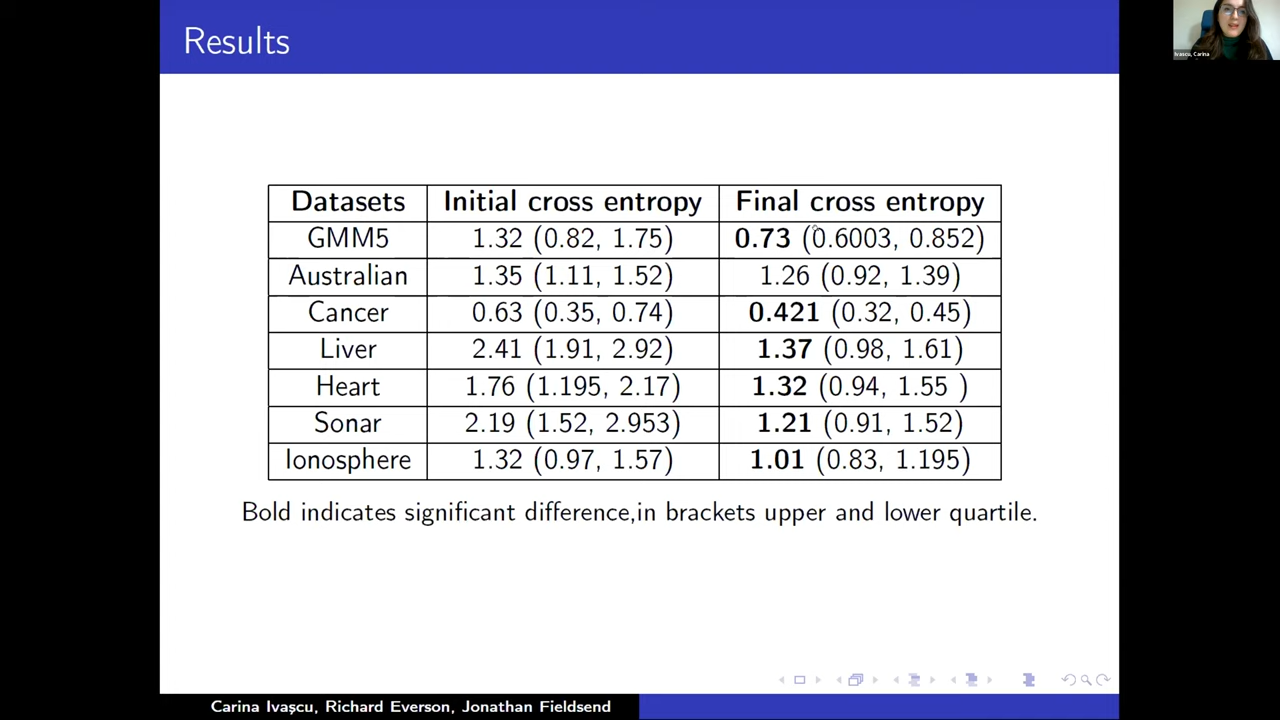 Results
Ivascu, Carina
Datasets Initial cross entropy Final cross entropy
GMM5 1.32 (0.82, 1.75) 0.73 (0.6003, 0.852)
Australian 1.35 (1.11, 1.52) 1.26 (0.92, 1.39)
Cancer 0.63 (0.35, 0.74) 0.421 (0.32, 0.45)
Liver 2.41 (1.91, 2.92) 1.37 (0.98, 1.61)
Heart 1.76 (1.195, 2.17) 1.32 (0.94, 1.55 )
Sonar 2.19 (1.52, 2.953) 1.21 (0.91, 1.52)
Ionosphere 1.32 (0.97, 1.57) 1.01 (0.83, 1.195)
Bold indicates significant difference,in brackets upper and lower quartile.
Carina Ivaşcu, Richard Everson, Jonathan Fieldsend